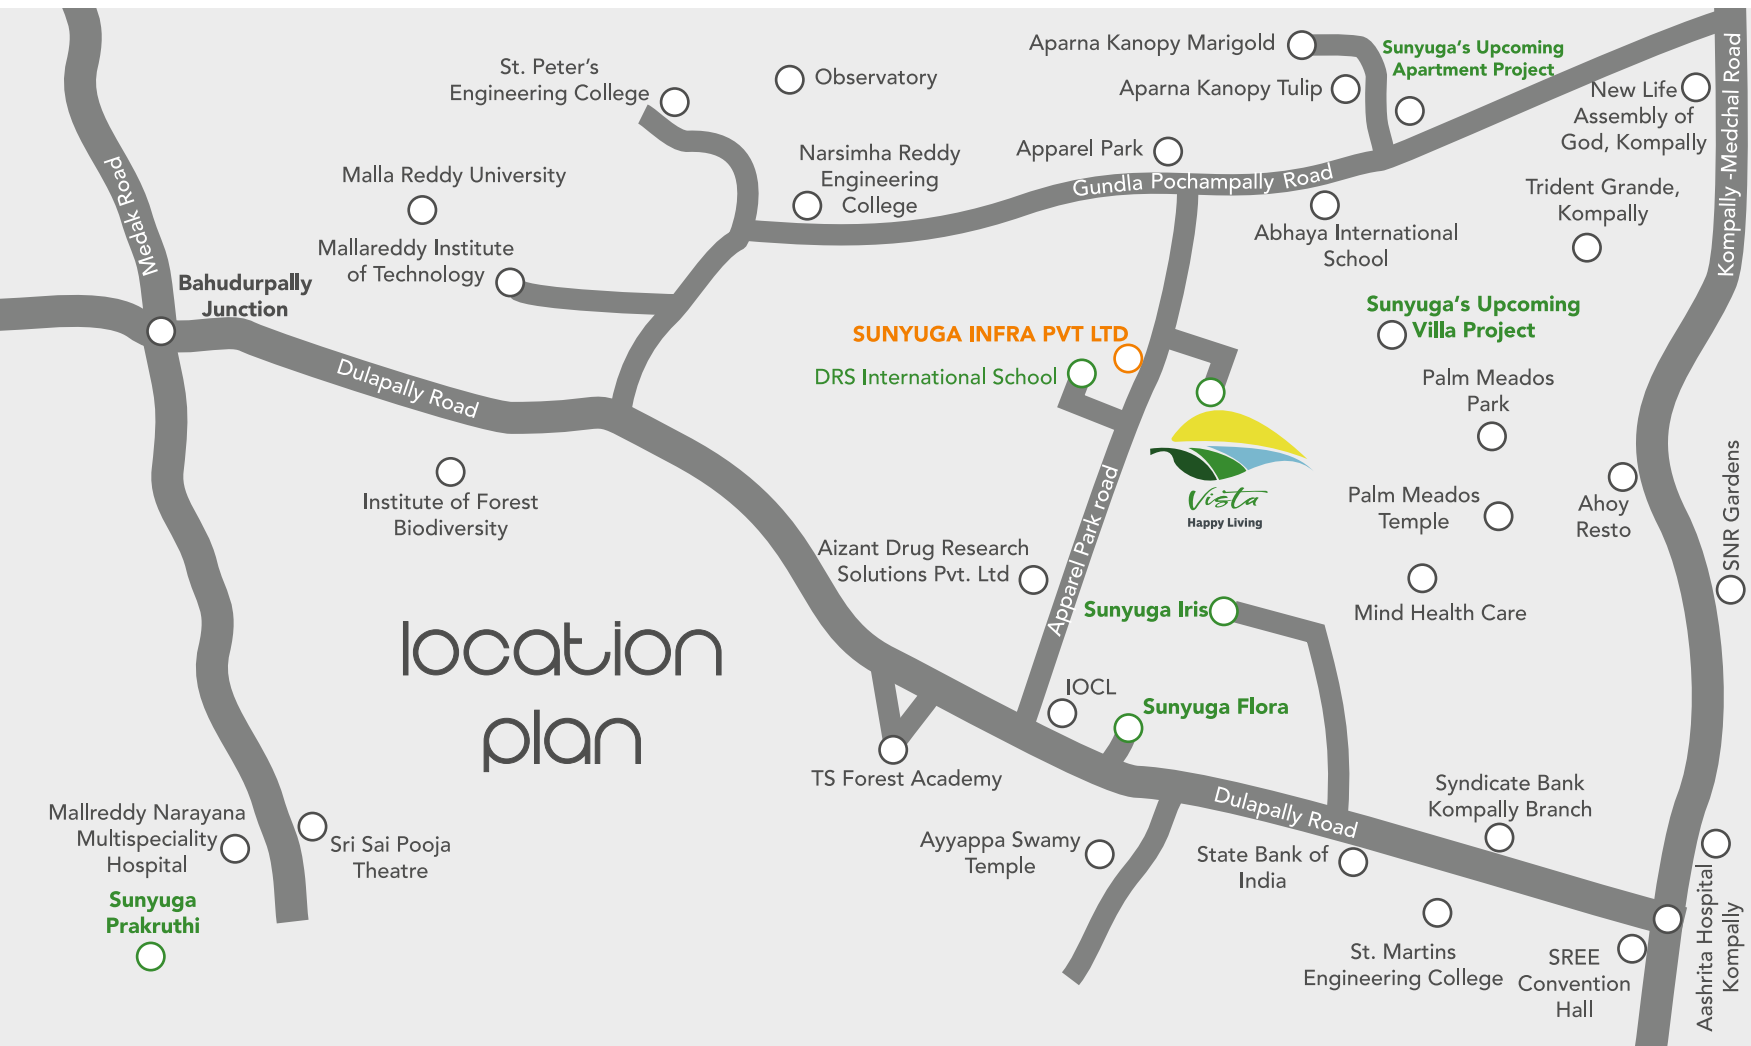 Aparna Kanopy Marigold
Sunyuga's Upcoming
Apartment Project
St. Peter's
Engineering College
Observatory
Aparna Kanopy Tulip
New Life
Assembly of
God, Kompally
Kompally -Medchal Road
Apparel Park
Narsimha Reddy
Engineering
College
Gundla Pochampally Road
Malla Reddy University
Medak Road
Trident Grande,
Kompally
Mallareddy Institute
of Technology
Abhaya International
School
Bahudurpally
Junction
SUNYUGA INFRA PVT LTD
Sunyuga's Upcoming
Villa Project
DRS International School
Dulapally Road
Palm Meados
Park
Vista
Happy Living
Institute of Forest
Biodiversity
Palm Meados
Temple
Ahoy
Resto
SNR Gardens
Aizant Drug Research
Solutions Pvt. Ltd
Apparel Park road
Sunyuga Iris
Mind Health Care
location
plan
IOCL
Sunyuga Flora
TS Forest Academy
Dulapally Road
Syndicate Bank
Kompally Branch
Mallreddy Narayana
Multispeciality
Hospital
Sri Sai Pooja
Theatre
Ayyappa Swamy
Temple
State Bank of
India
Sunyuga
Prakruthi
St. Martins
Engineering College
SREE
Convention
Hall
Aashrita Hospital
Kompally